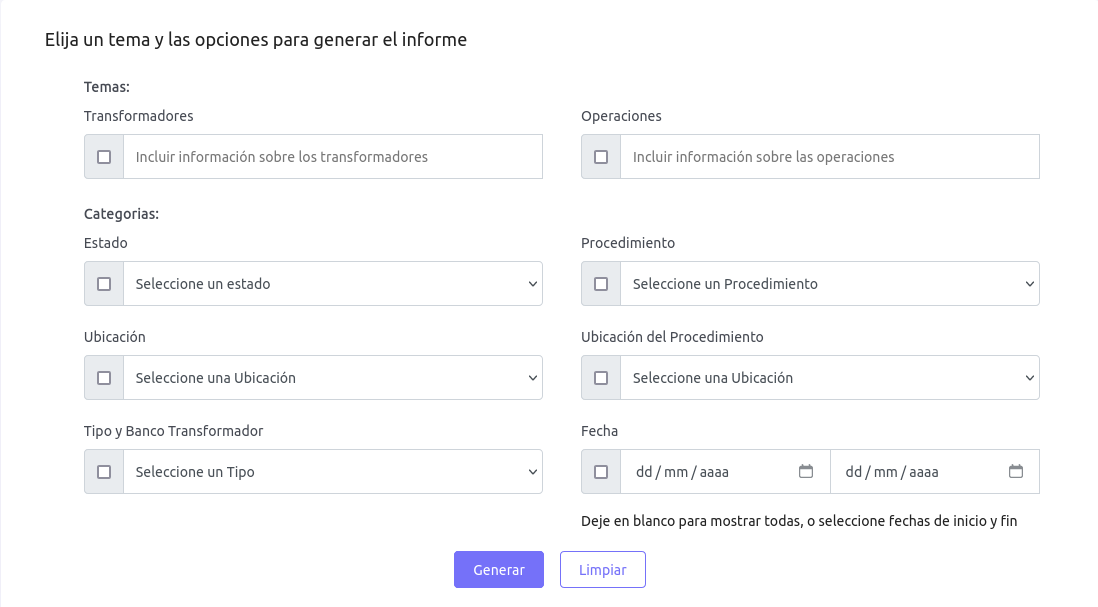 Elija un tema y las opciones para generar el informe
Temas:
Transformadores
Operaciones
Incluir información sobre los transformadores
Incluir información sobre las operaciones
Categorias:
Estado
Procedimiento
Seleccione un estado
Seleccione un Procedimiento
Ubicación
Ubicación del Procedimiento
Seleccione una Ubicación
Seleccione una Ubicación
Tipo y Banco Transformador
Fecha
Seleccione un Tipo
dd / mm / aaaa
dd / mm / aaaa
Deje en blanco para mostrar todas, o seleccione fechas de inicio y fin
Generar
Limpiar